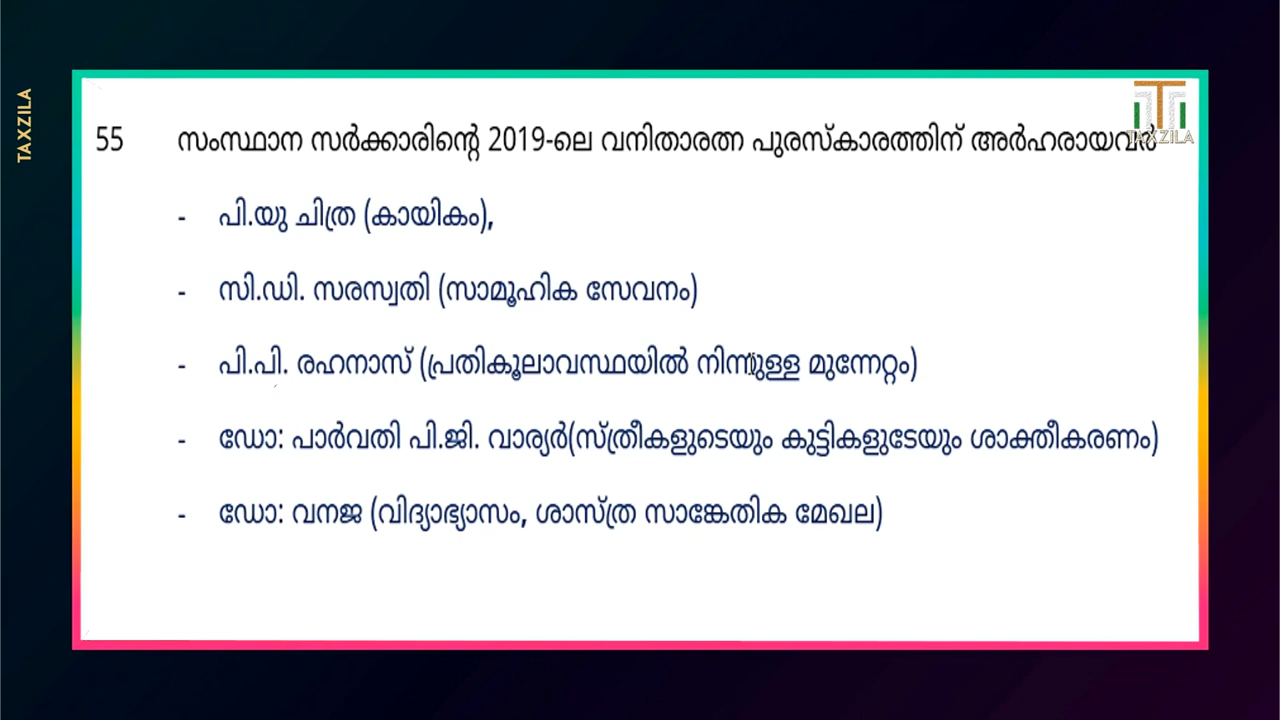 TAXZILA
TAXZILA
55 സംസ്ഥാന സർക്കാരിന്റെ 2019-ലെ വനിതാരത്ന പുരസ്കാരത്തിന് അർഹരായവർ
- പി.യു ചിത്ര (കായികം),
- സി.ഡി. സരസ്വതി (സാമൂഹിക സേവനം)
- പി.പി. രഹനാസ് (പ്രതികൂലാവസ്ഥയിൽ നിന്നുള്ള മുന്നേറ്റം)
- ഡോ: പാർവതി പി.ജി. വാര്യർ(സ്ത്രീകളുടെയും കുട്ടികളുടേയും ശാക്തീകരണം)
- ഡോ: വനജ (വിദ്യാഭ്യാസം, ശാസ്ത്ര സാങ്കേതിക മേഖല)